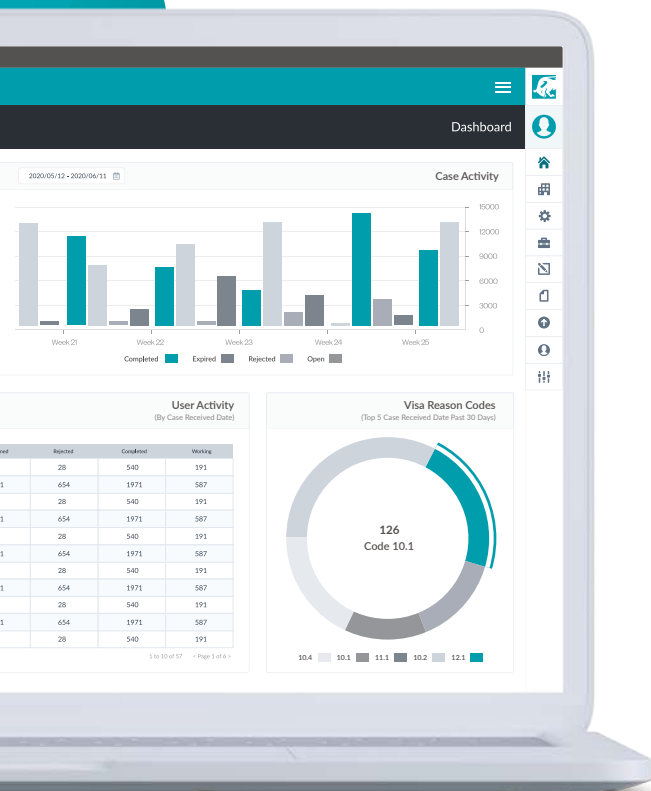 Dashboard
2020/05/12 - 2020/06/11
Case Activity
15000
12000
9000
6000
3000
0
Week 21 Week 22 Week 23 Week 24 Week 25
Completed Expired Rejected Open
User Activity
(By Case Received Date)
Rejected Completed Working
28 540 191
1 654 1971 587
28 540 191
1 654 1971 587
28 540 191
1 654 1971 587
28 540 191
1 654 1971 587
28 540 191
1 654 1971 587
28 540 191
1 to 10 of 57 < Page 1 of 6 >
Visa Reason Codes
(Top 5 Case Received Date Past 30 Days)
126
Code 10.1
10.4 10.1 11.1 10.2 12.1